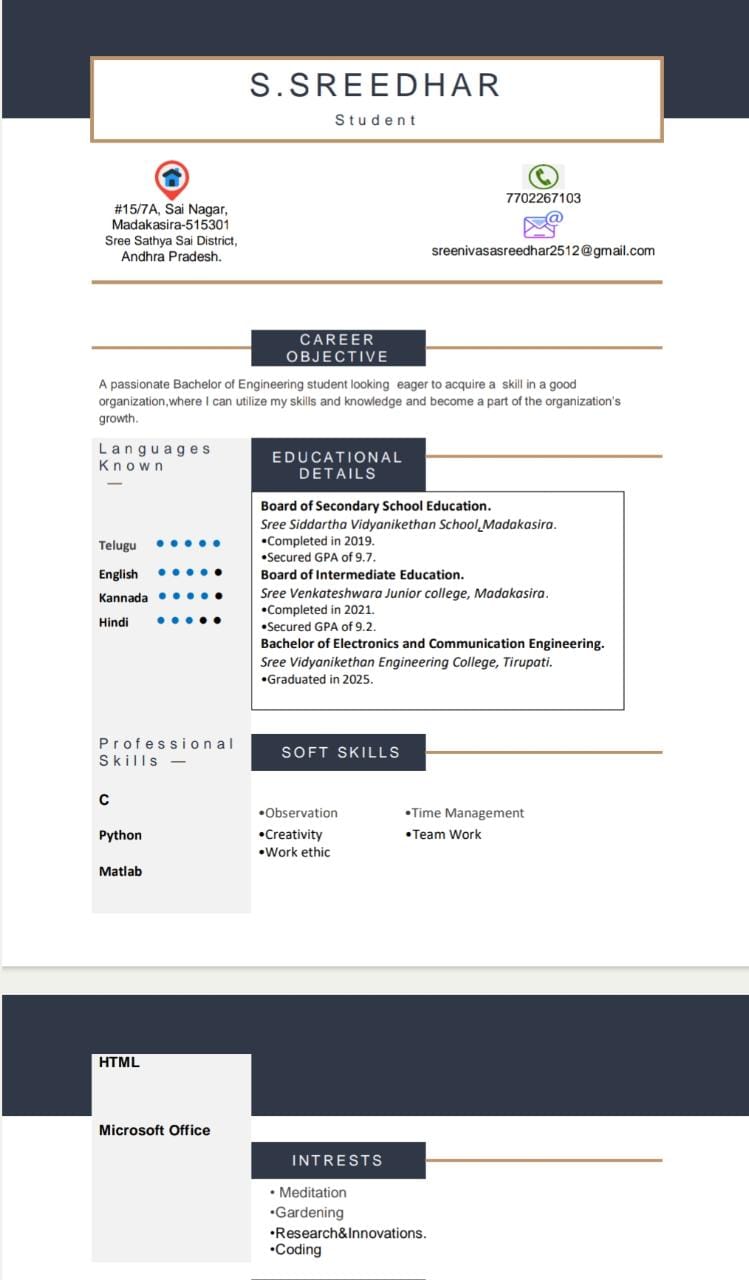 S.SREEDHAR
Student
#15/7A, Sai Nagar,
Madakasira-515301
Sree Sathya Sai District,
Andhra Pradesh.
7702267103
sreenivasasreedhar2512@gmail.com
CAREER
OBJECTIVE
A passionate Bachelor of Engineering student looking  eager to acquire a  skill in a good
organization,where I can utilize my skills and knowledge and become a part of the organization's
growth.
Languages
Known
—
Telugu
English
Kannada
Hindi
EDUCATIONAL
DETAILS
Board of Secondary School Education.
Sree Siddartha Vidyanikethan School,Madakasira.
•Completed in 2019.
•Secured GPA of 9.7.
Board of Intermediate Education.
Sree Venkateshwara Junior college, Madakasira.
•Completed in 2021.
•Secured GPA of 9.2.
Bachelor of Electronics and Communication Engineering.
Sree Vidyanikethan Engineering College, Tirupati.
•Graduated in 2025.
Professional
Skills —
C
Python
Matlab
SOFT SKILLS
•Observation
•Creativity
•Work ethic
•Time Management
•Team Work
HTML
Microsoft Office
INTRESTS
• Meditation
•Gardening
•Research&Innovations.
•Coding